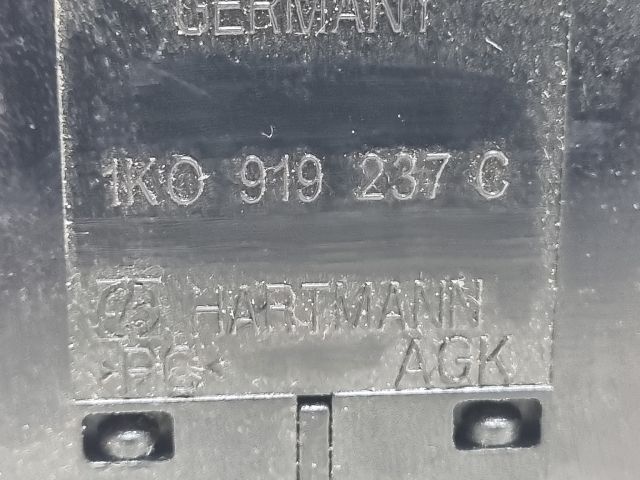 GERMANY
1K0 919 237 C
HARTMANN
>PC< AGK